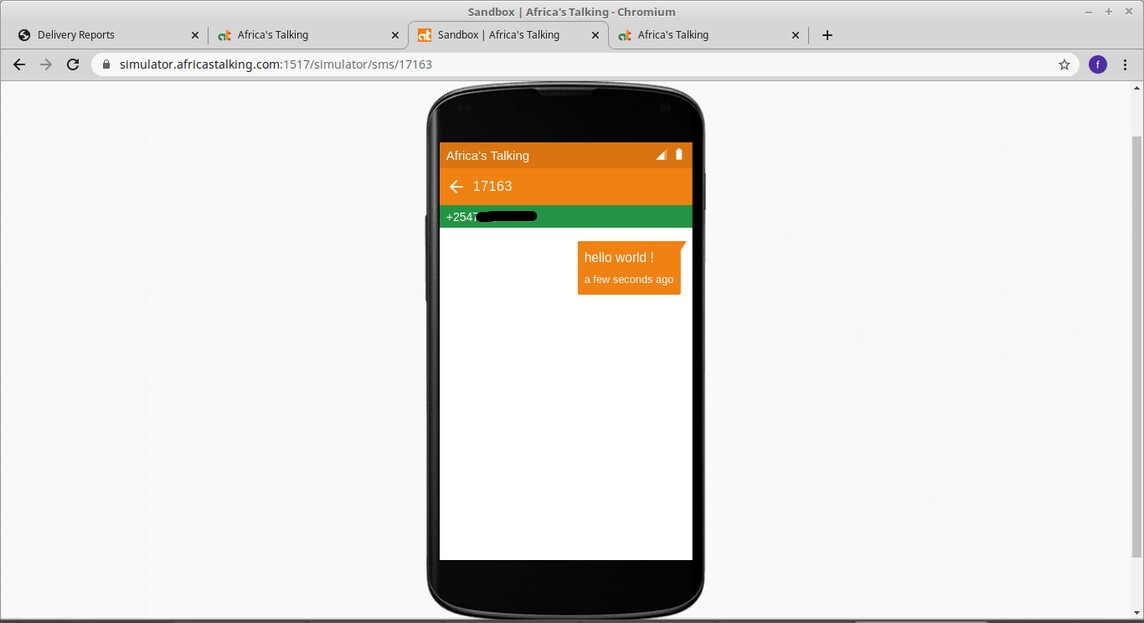 Sandbox | Africa's Talking - Chromium
Delivery Reports
Africa's Talking
Sandbox | Africa's Talking
Africa's Talking
simulator.africastalking.com:1517/simulator/sms/17163
f
Africa's Talking
17163
+2547
hello world !
a few seconds ago